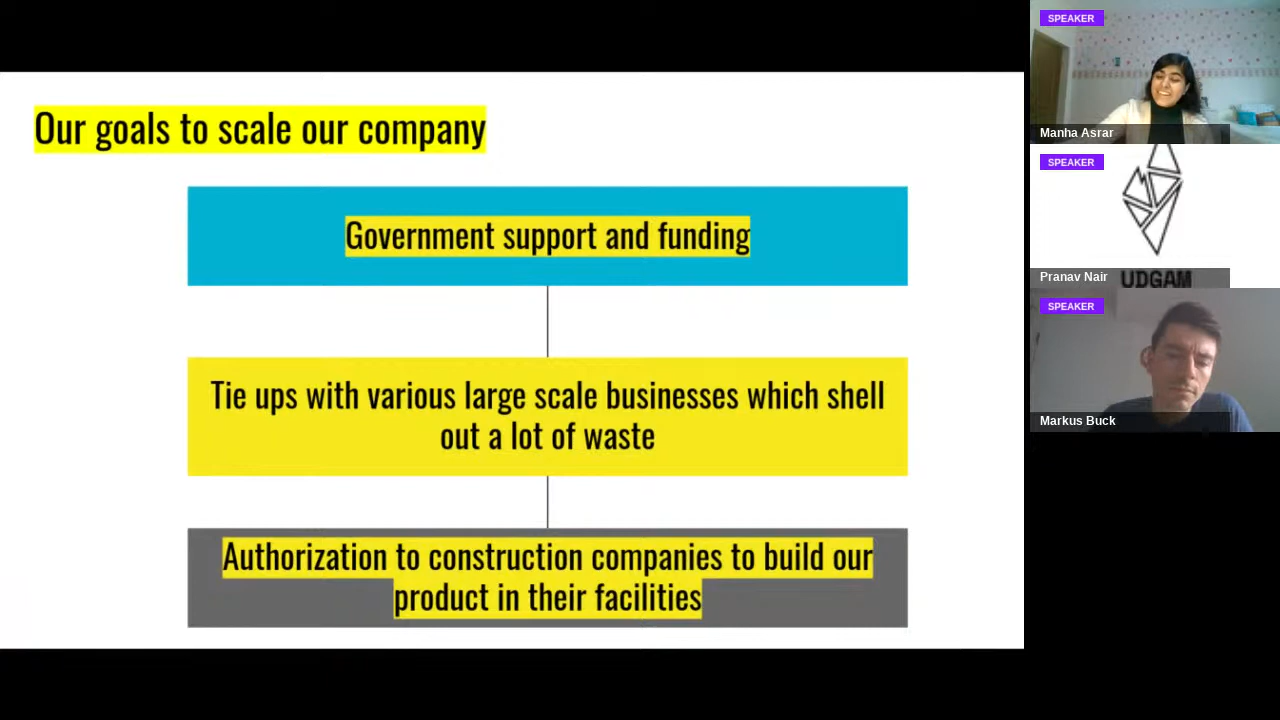 Our goals to scale our company
Government support and funding
Tie ups with various large scale businesses which shell
out a lot of waste
Authorization to construction companies to build our
product in their facilities
SPEAKER
Manha Asrar
SPEAKER
Pranav Nair
UDGAM
SPEAKER
Markus Buck